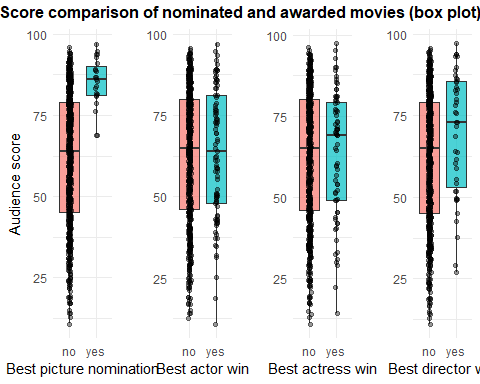 Score comparison of nominated and awarded movies (box plot)
Audience score
100
75
50
25
no yes
Best picture nomination
100
75
50
25
no yes
Best actor win
100
75
50
25
no yes
Best actress win
100
75
50
25
no yes
Best director w